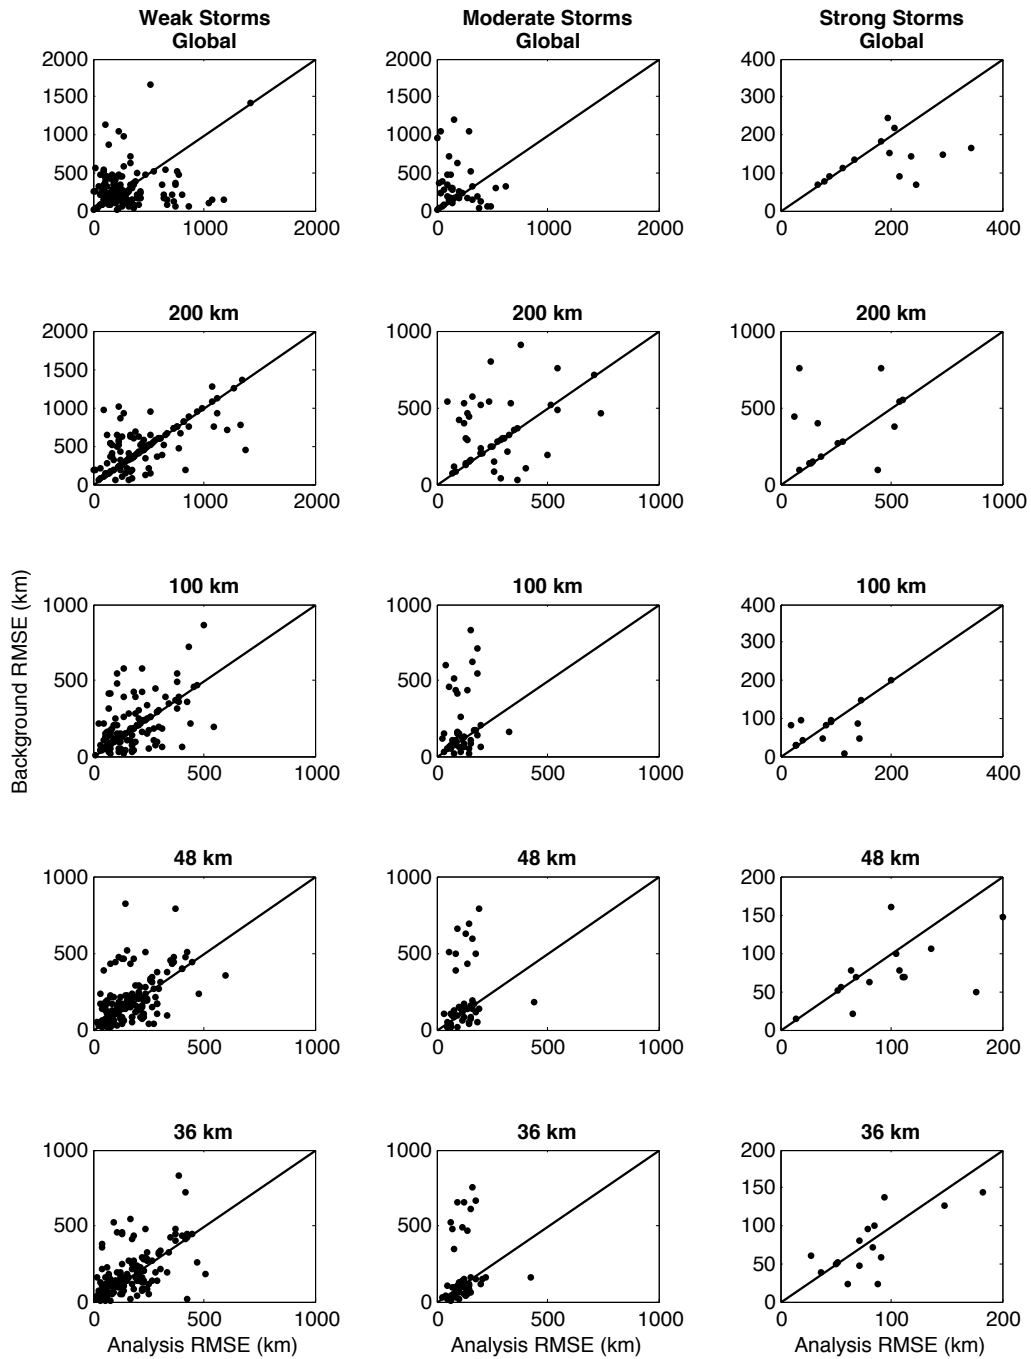 Weak Storms
Global
Moderate Storms
Global
Strong Storms
Global
2000
1500
1000
500
0
0 1000 2000
2000
1500
1000
500
0
0 1000 2000
400
300
200
100
0
0 200 400
200 km
200 km
200 km
2000
1500
1000
500
0
0 1000 2000
1000
500
0
0 500 1000
1000
500
0
0 500 1000
Background RMSE (km)
100 km
100 km
100 km
1000
500
0
0 500 1000
1000
500
0
0 500 1000
400
300
200
100
0
0 200 400
48 km
48 km
48 km
1000
500
0
0 500 1000
1000
500
0
0 500 1000
200
150
100
50
0
0 100 200
36 km
36 km
36 km
1000
500
0
0 500 1000
Analysis RMSE (km)
1000
500
0
0 500 1000
Analysis RMSE (km)
200
150
100
50
0
0 100 200
Analysis RMSE (km)